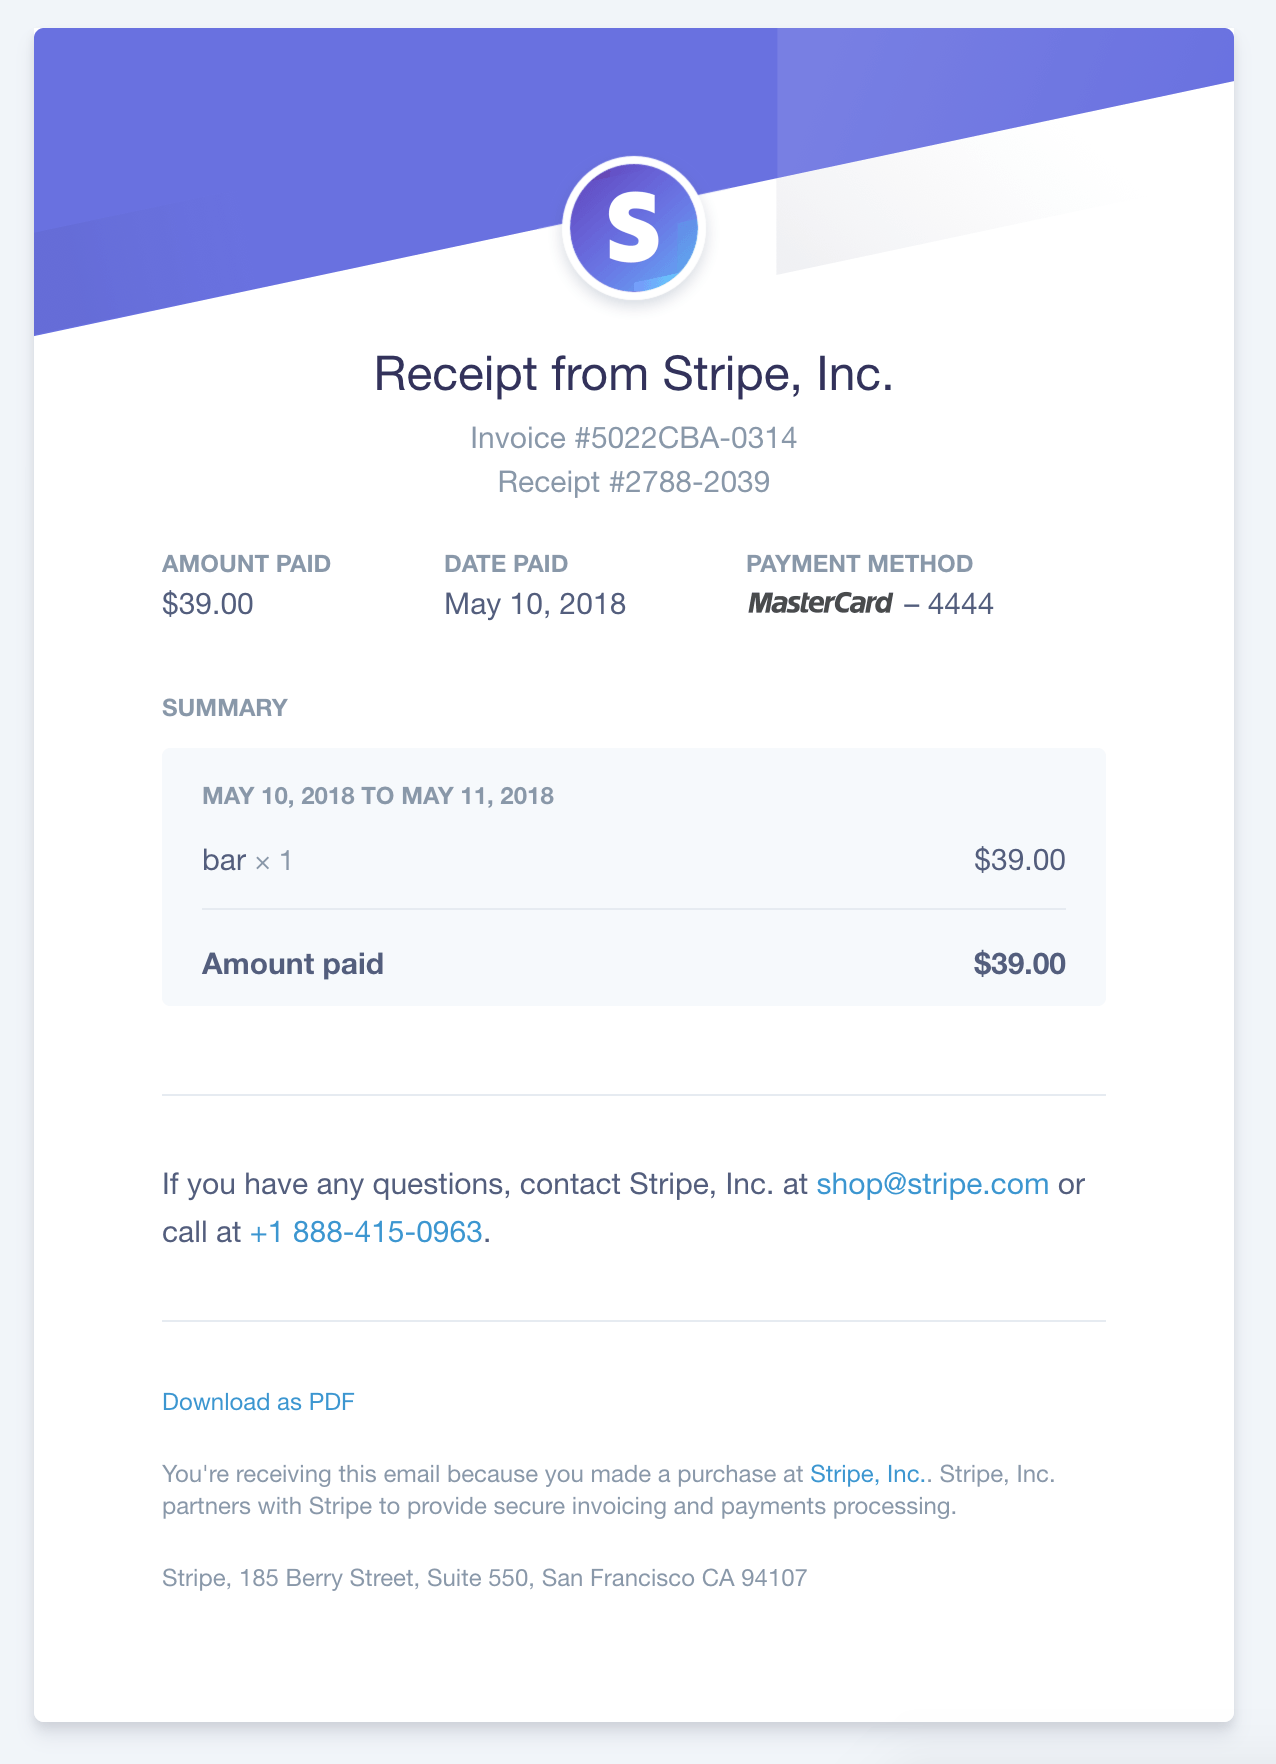 S
Receipt from Stripe, Inc.
Invoice #5022CBA-0314
Receipt #2788-2039
AMOUNT PAID DATE PAID PAYMENT METHOD
$39.00 May 10, 2018 MasterCard – 4444
SUMMARY
MAY 10, 2018 TO MAY 11, 2018
bar × 1 $39.00
Amount paid $39.00
If you have any questions, contact Stripe, Inc. at shop@stripe.com or
call at +1 888-415-0963.
Download as PDF
You're receiving this email because you made a purchase at Stripe, Inc.. Stripe, Inc.
partners with Stripe to provide secure invoicing and payments processing.
Stripe, 185 Berry Street, Suite 550, San Francisco CA 94107